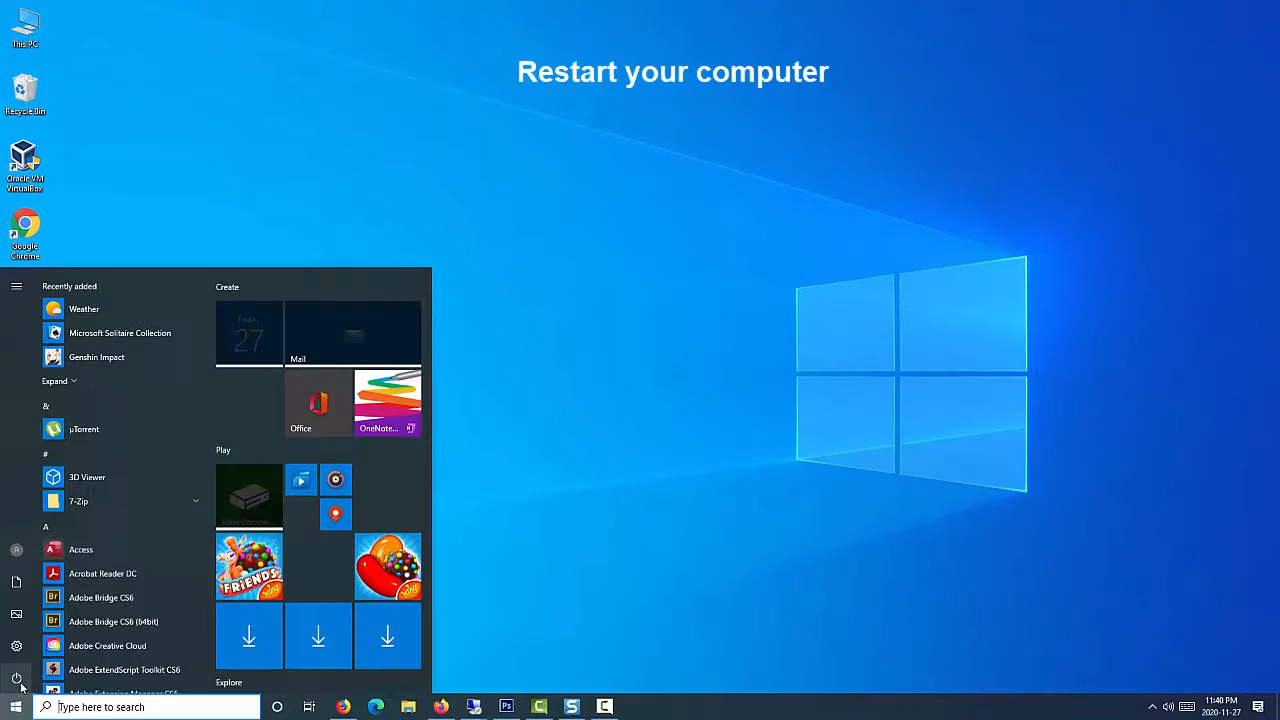 Restart your computer
This PC
Recycle Bin
Oracle VM
VirtualBox
Google
Chrome
Recently added
Weather
Microsoft Solitaire Collection
Genshin Impact
Expand
&
µTorrent
#
3D Viewer
7-Zip
A
Access
Acrobat Reader DC
Adobe Bridge CS6
Adobe Bridge CS6 (64bit)
Adobe Creative Cloud
Adobe ExtendScript Toolkit CS6
Create
Friday
27
Mail
Office
OneNote...
Play
FRIENDS
Explore
Type here to search
11:40 PM
2020-11-27